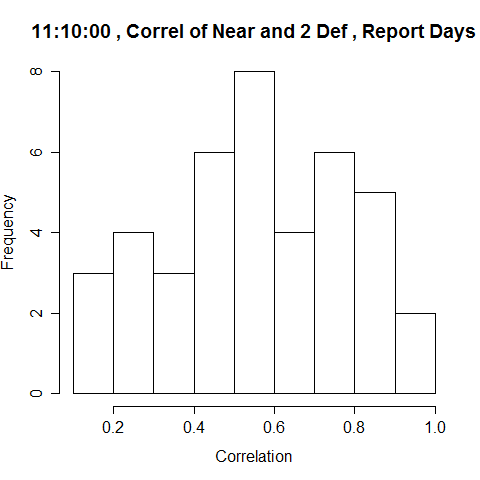 11:10:00 , Correl of Near and 2 Def , Report Days
8
6
4
2
0
Frequency
0.2 0.4 0.6 0.8 1.0
Correlation